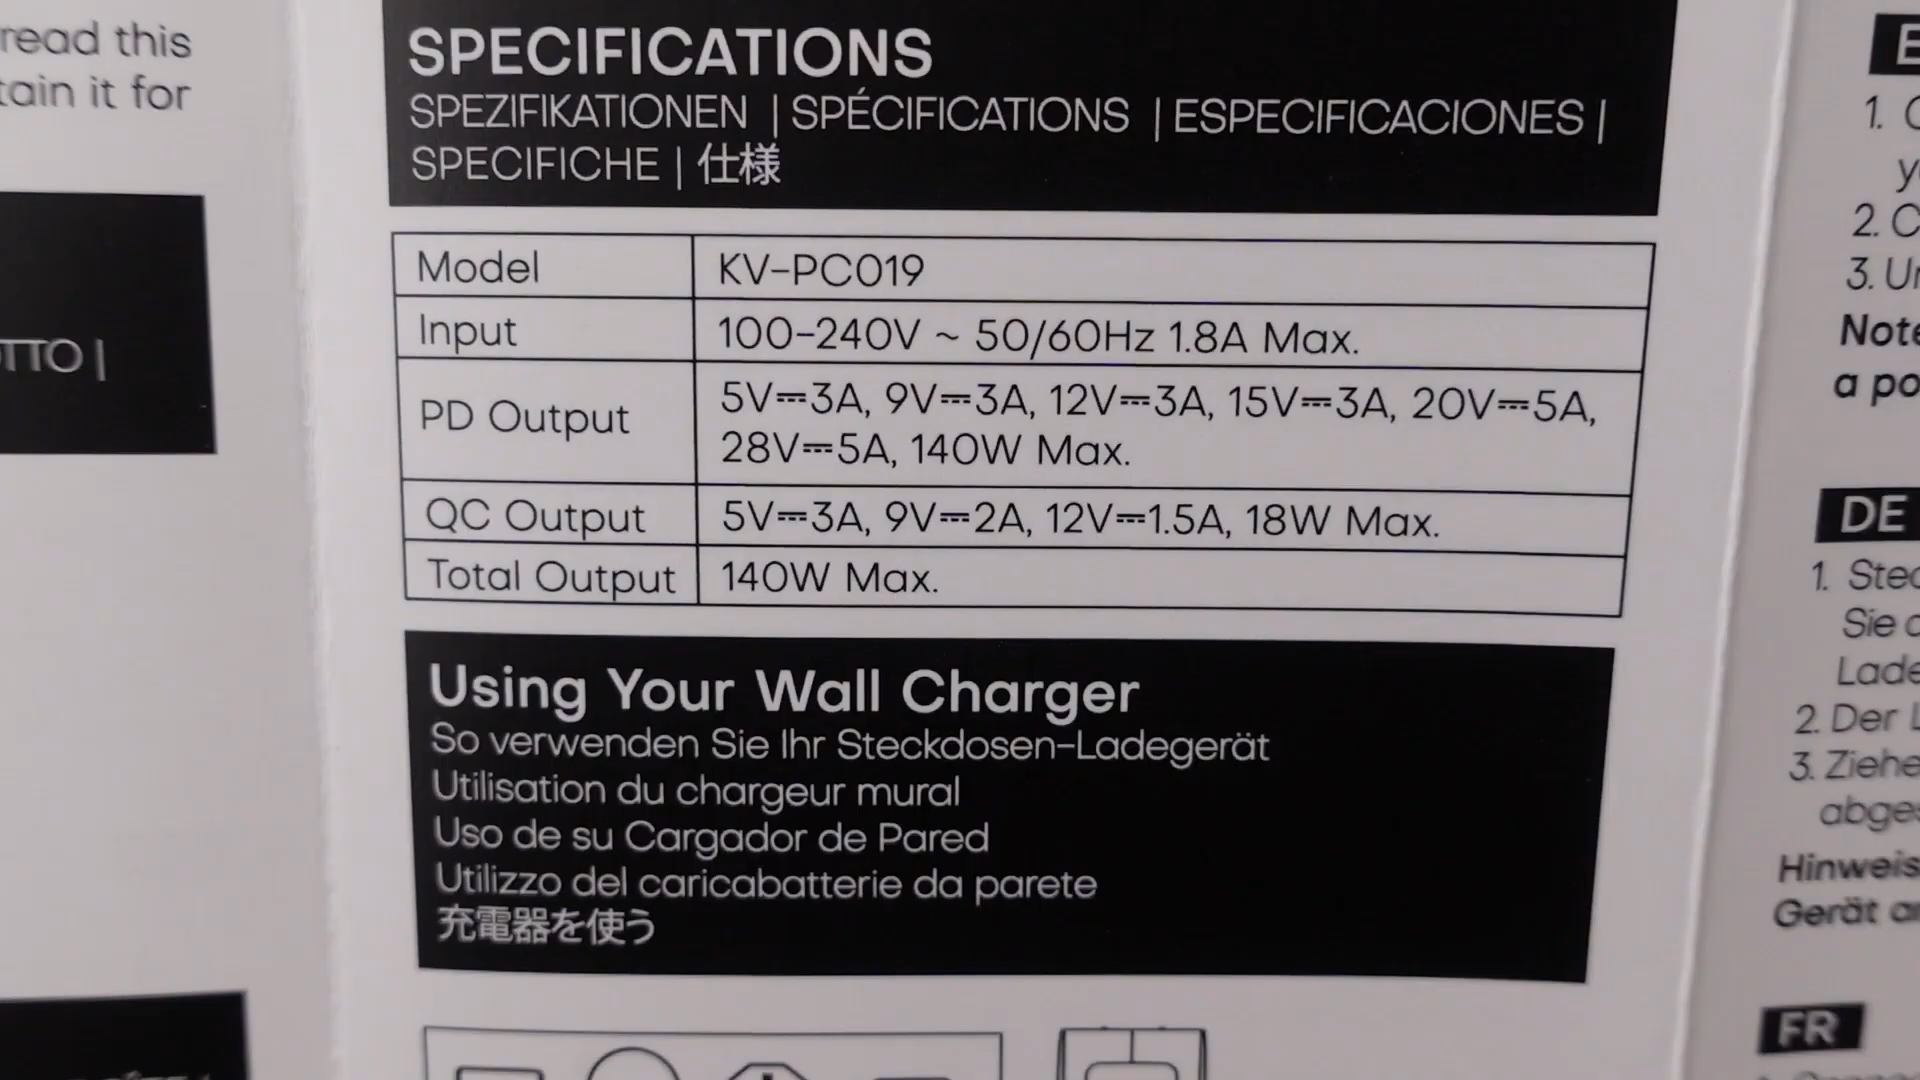 read this
tain it for
TTO |
SPECIFICATIONS
SPEZIFIKATIONEN | SPÉCIFICATIONS | ESPECIFICACIONES |
SPECIFICHE | 仕様
Model KV-PC019
Input 100-240V ~ 50/60Hz 1.8A Max.
PD Output 5V⎓3A, 9V⎓3A, 12V⎓3A, 15V⎓3A, 20V⎓5A,
28V⎓5A, 140W Max.
QC Output 5V⎓3A, 9V⎓2A, 12V⎓1.5A, 18W Max.
Total Output 140W Max.
Using Your Wall Charger
So verwenden Sie Ihr Steckdosen-Ladegerät
Utilisation du chargeur mural
Uso de su Cargador de Pared
Utilizzo del caricabatterie da parete
充電器を使う
1.
2.
3.
Note
a po
DE
1. Stec
Sie
Lade
2. Der L
3. Ziehe
abges
Hinweis
Gerät an
FR